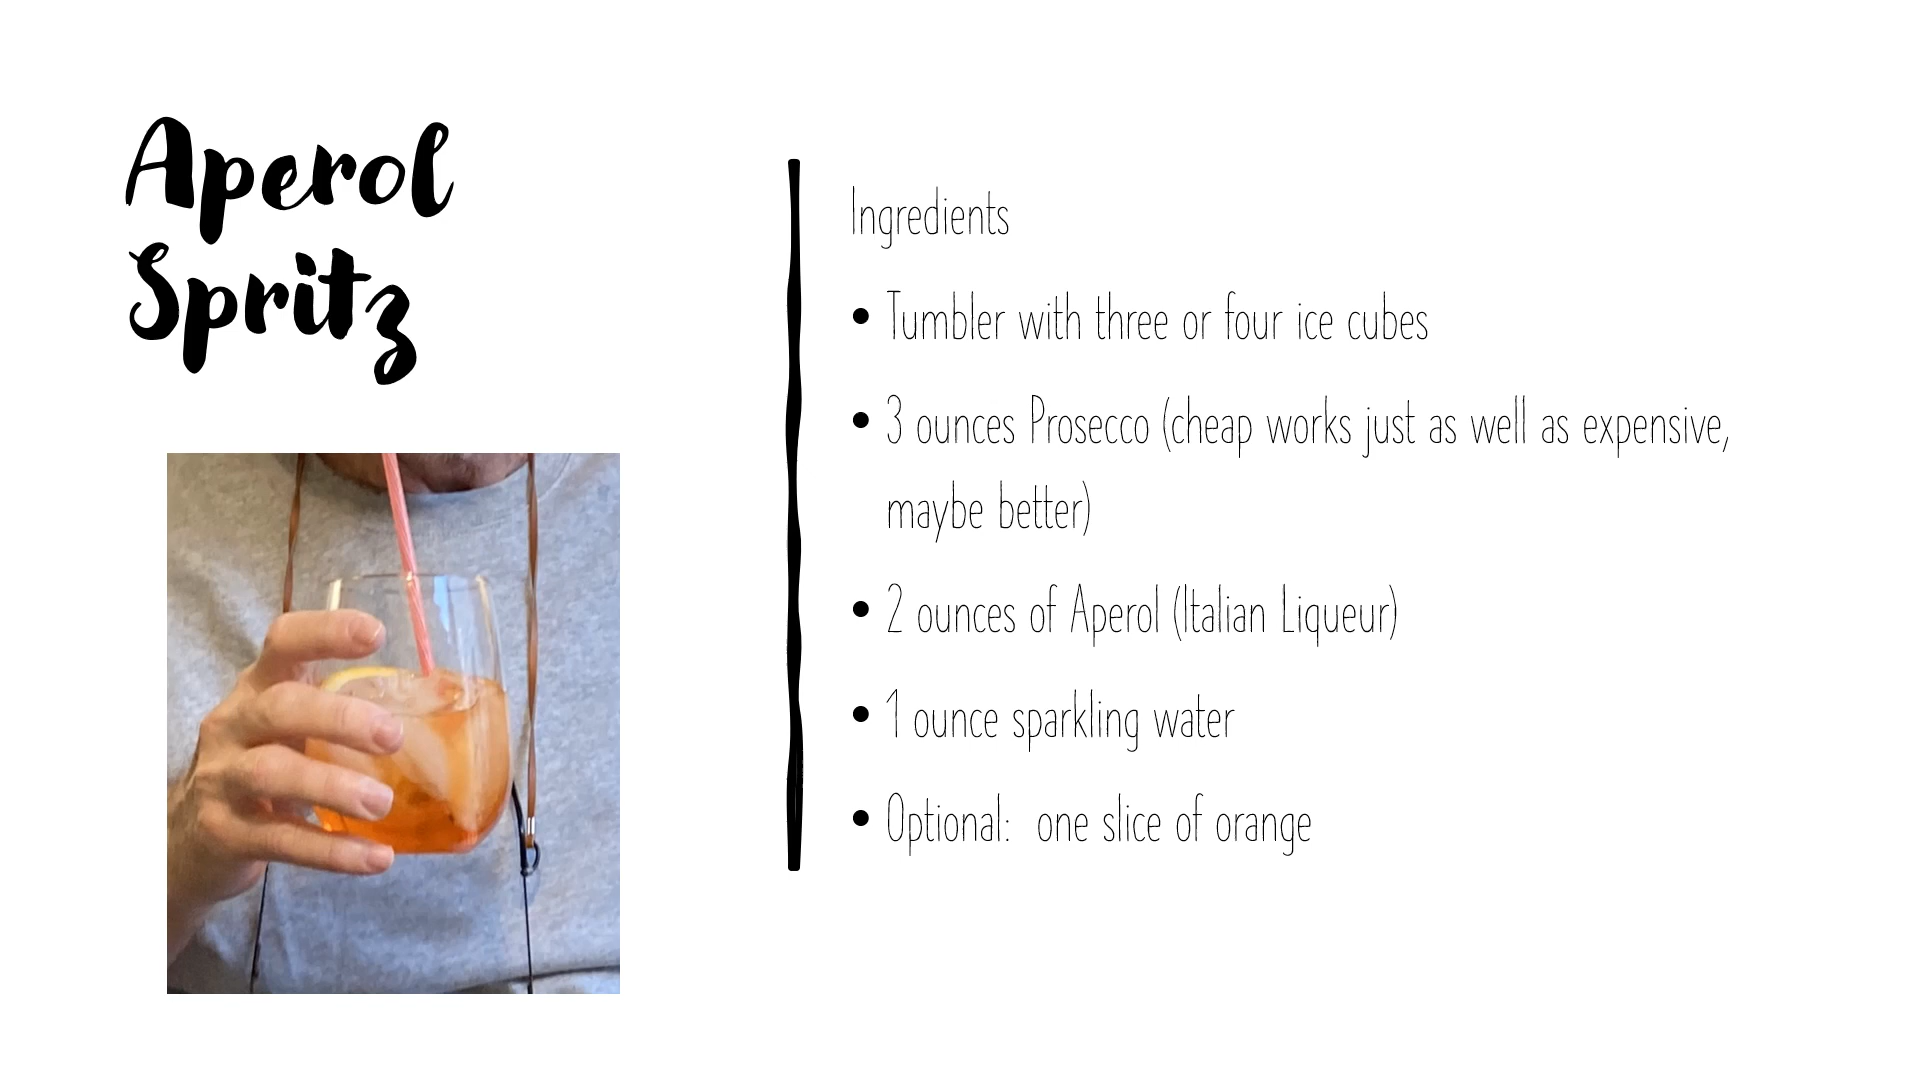 Aperol
Spritz
Ingredients
• Tumbler with three or four ice cubes
• 3 ounces Prosecco (cheap works just as well as expensive,
maybe better)
• 2 ounces of Aperol (Italian Liqueur)
• 1 ounce sparkling water
• Optional:  one slice of orange